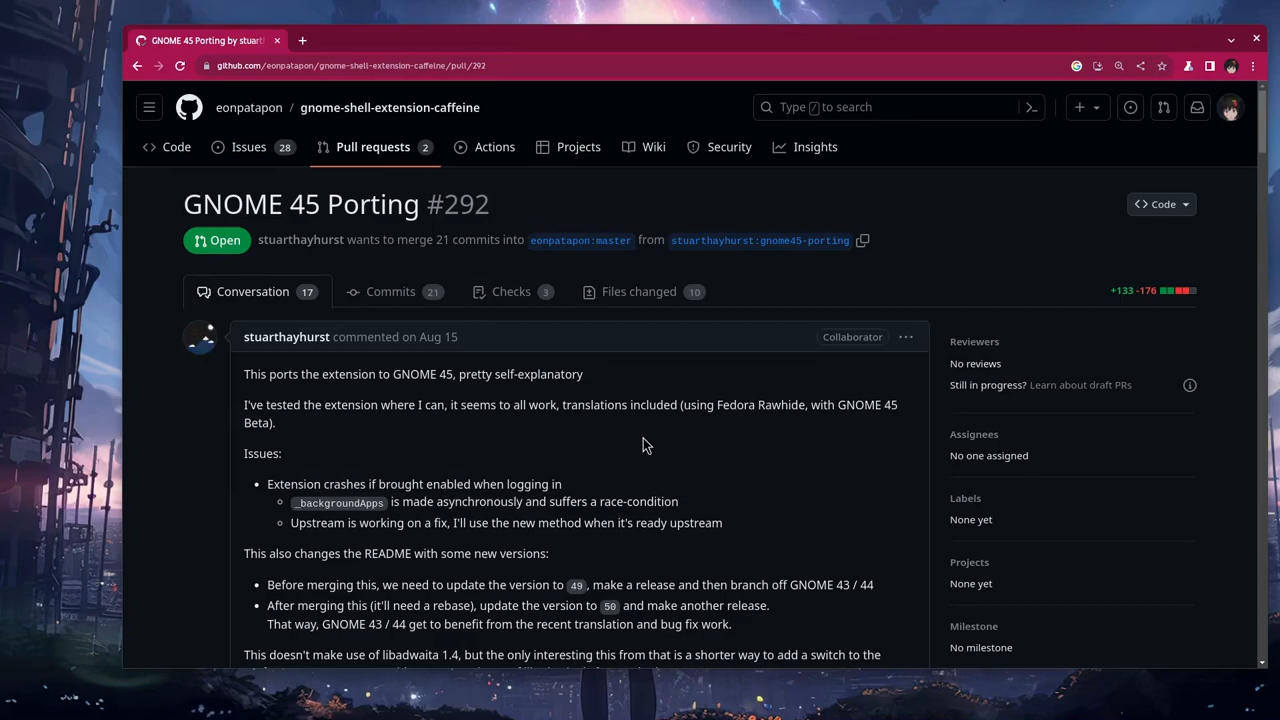 GNOME 45 Porting by stuart
github.com/eonpatapon/gnome-shell-extension-caffeine/pull/292
eonpatapon / gnome-shell-extension-caffeine
Type / to search
Code
Issues 28
Pull requests 2
Actions
Projects
Wiki
Security
Insights
GNOME 45 Porting #292
Code
Open
stuarthayhurst wants to merge 21 commits into eonpatapon:master from stuarthayhurst:gnome45-porting
Conversation 17
Commits 21
Checks 3
Files changed 10
+133 -176
stuarthayhurst commented on Aug 15
Collaborator
This ports the extension to GNOME 45, pretty self-explanatory
I've tested the extension where I can, it seems to all work, translations included (using Fedora Rawhide, with GNOME 45
Beta).
Issues:
Extension crashes if brought enabled when logging in
_backgroundApps is made asynchronously and suffers a race-condition
Upstream is working on a fix, I'll use the new method when it's ready upstream
This also changes the README with some new versions:
Before merging this, we need to update the version to 49, make a release and then branch off GNOME 43 / 44
After merging this (it'll need a rebase), update the version to 50 and make another release.
That way, GNOME 43 / 44 get to benefit from the recent translation and bug fix work.
This doesn't make use of libadwaita 1.4, but the only interesting this from that is a shorter way to add a switch to the
Reviewers
No reviews
Still in progress? Learn about draft PRs
Assignees
No one assigned
Labels
None yet
Projects
None yet
Milestone
No milestone